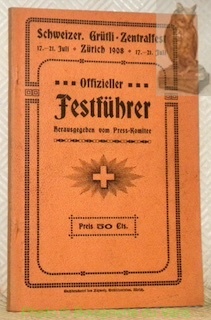 Schweizer. Grütli-Zentralfest
17.-21. Juli • Zürich 1908 • 17.-21. Juli
Offizieller
Festführer
Herausgegeben vom Press-Komitee
Preis 50 Cts.